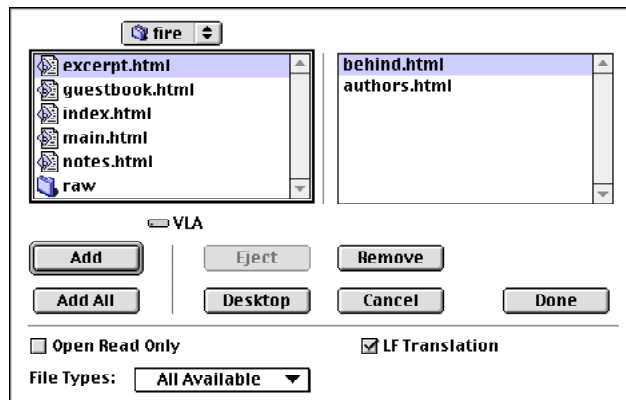 fire
excerpt.html
guestbook.html
index.html
main.html
notes.html
raw
behind.html
authors.html
VLA
Add
Eject
Remove
Add All
Desktop
Cancel
Done
Open Read Only
LF Translation
File Types: All Available